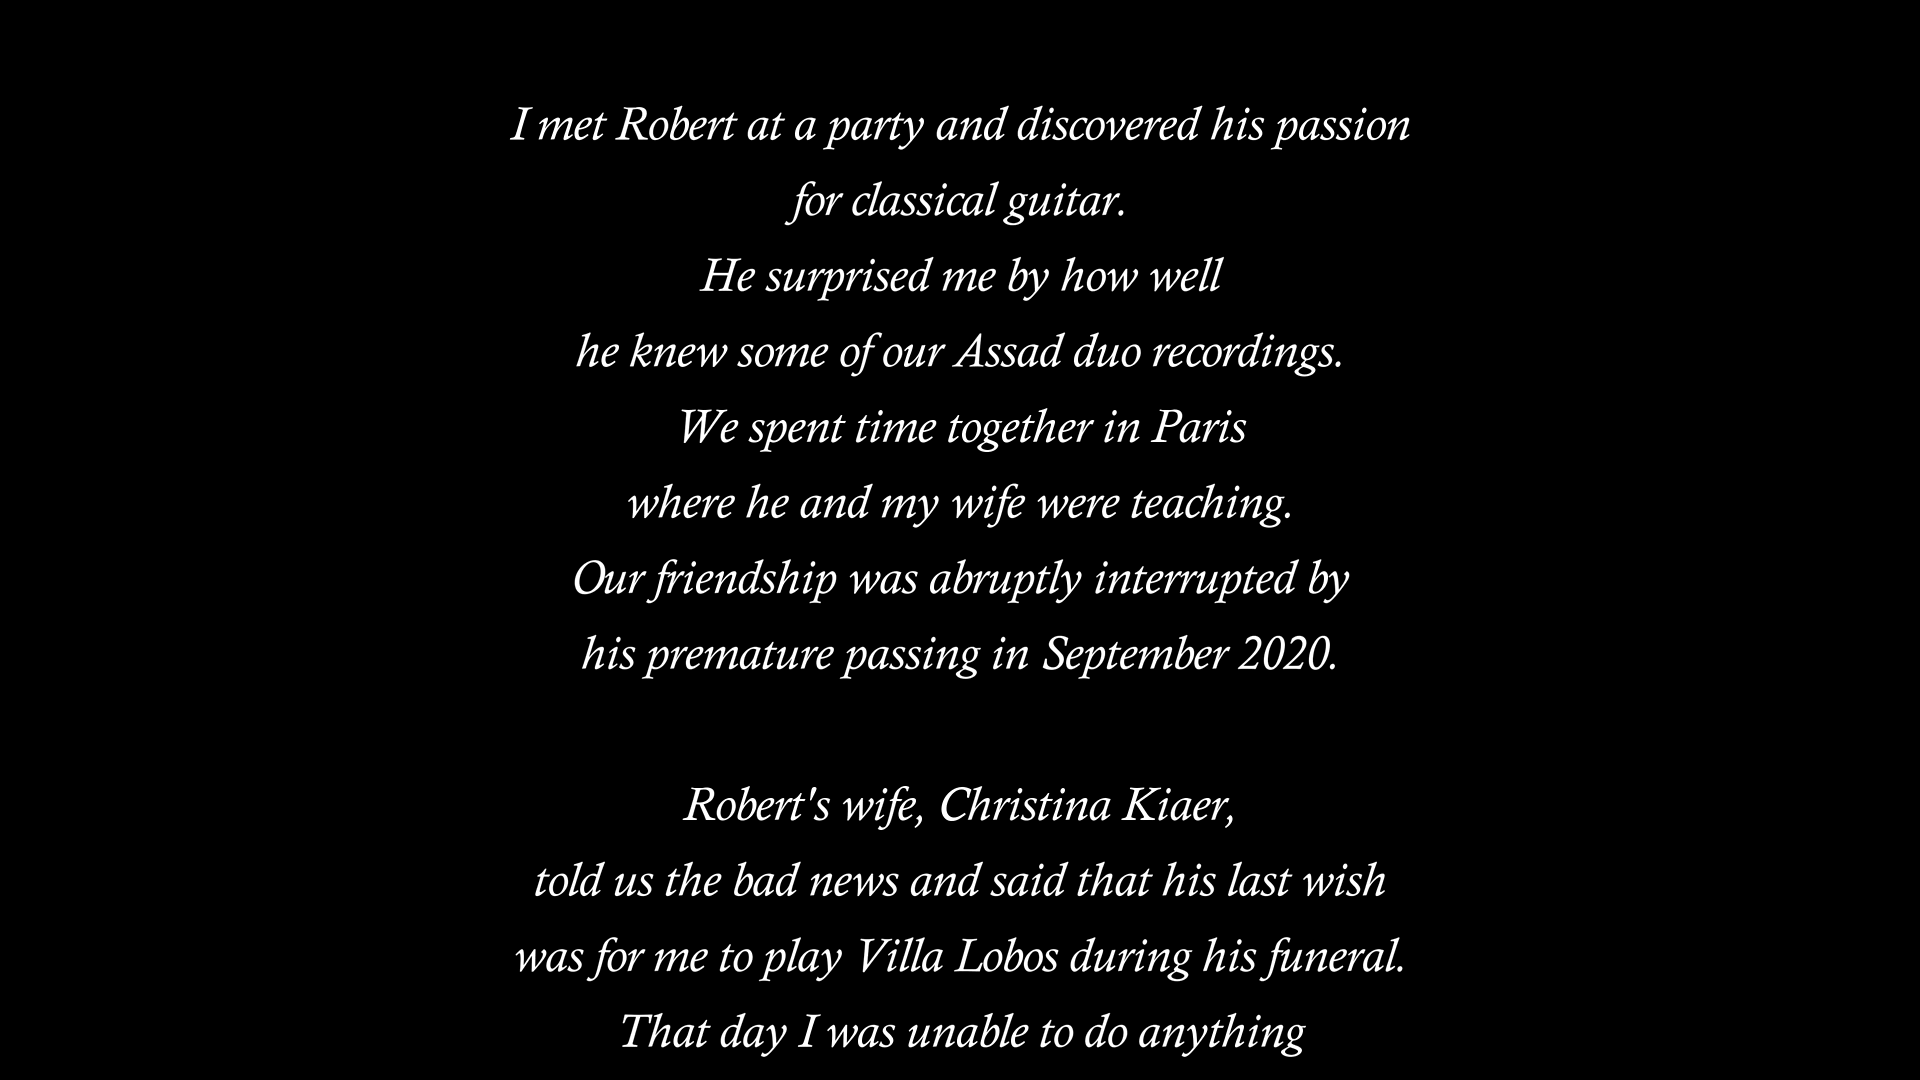 I met Robert at a party and discovered his passion
for classical guitar.
He surprised me by how well
he knew some of our Assad duo recordings.
We spent time together in Paris
where he and my wife were teaching.
Our friendship was abruptly interrupted by
his premature passing in September 2020.
Robert's wife, Christina Kiaer,
told us the bad news and said that his last wish
was for me to play Villa Lobos during his funeral.
That day I was unable to do anything